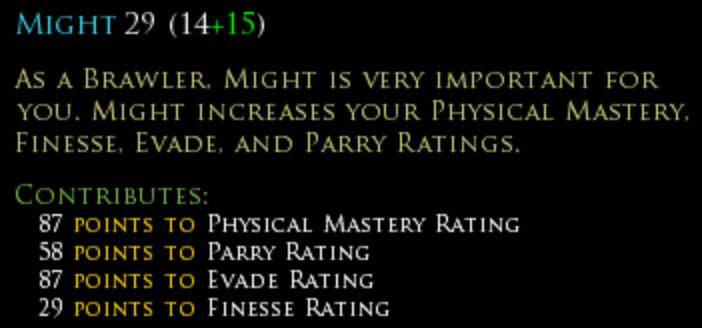 Might 29 (14+15)
As a Brawler, Might is very important for
you. Might increases your Physical Mastery,
Finesse, Evade, and Parry Ratings.
Contributes:
87 points to Physical Mastery Rating
58 points to Parry Rating
87 points to Evade Rating
29 points to Finesse Rating